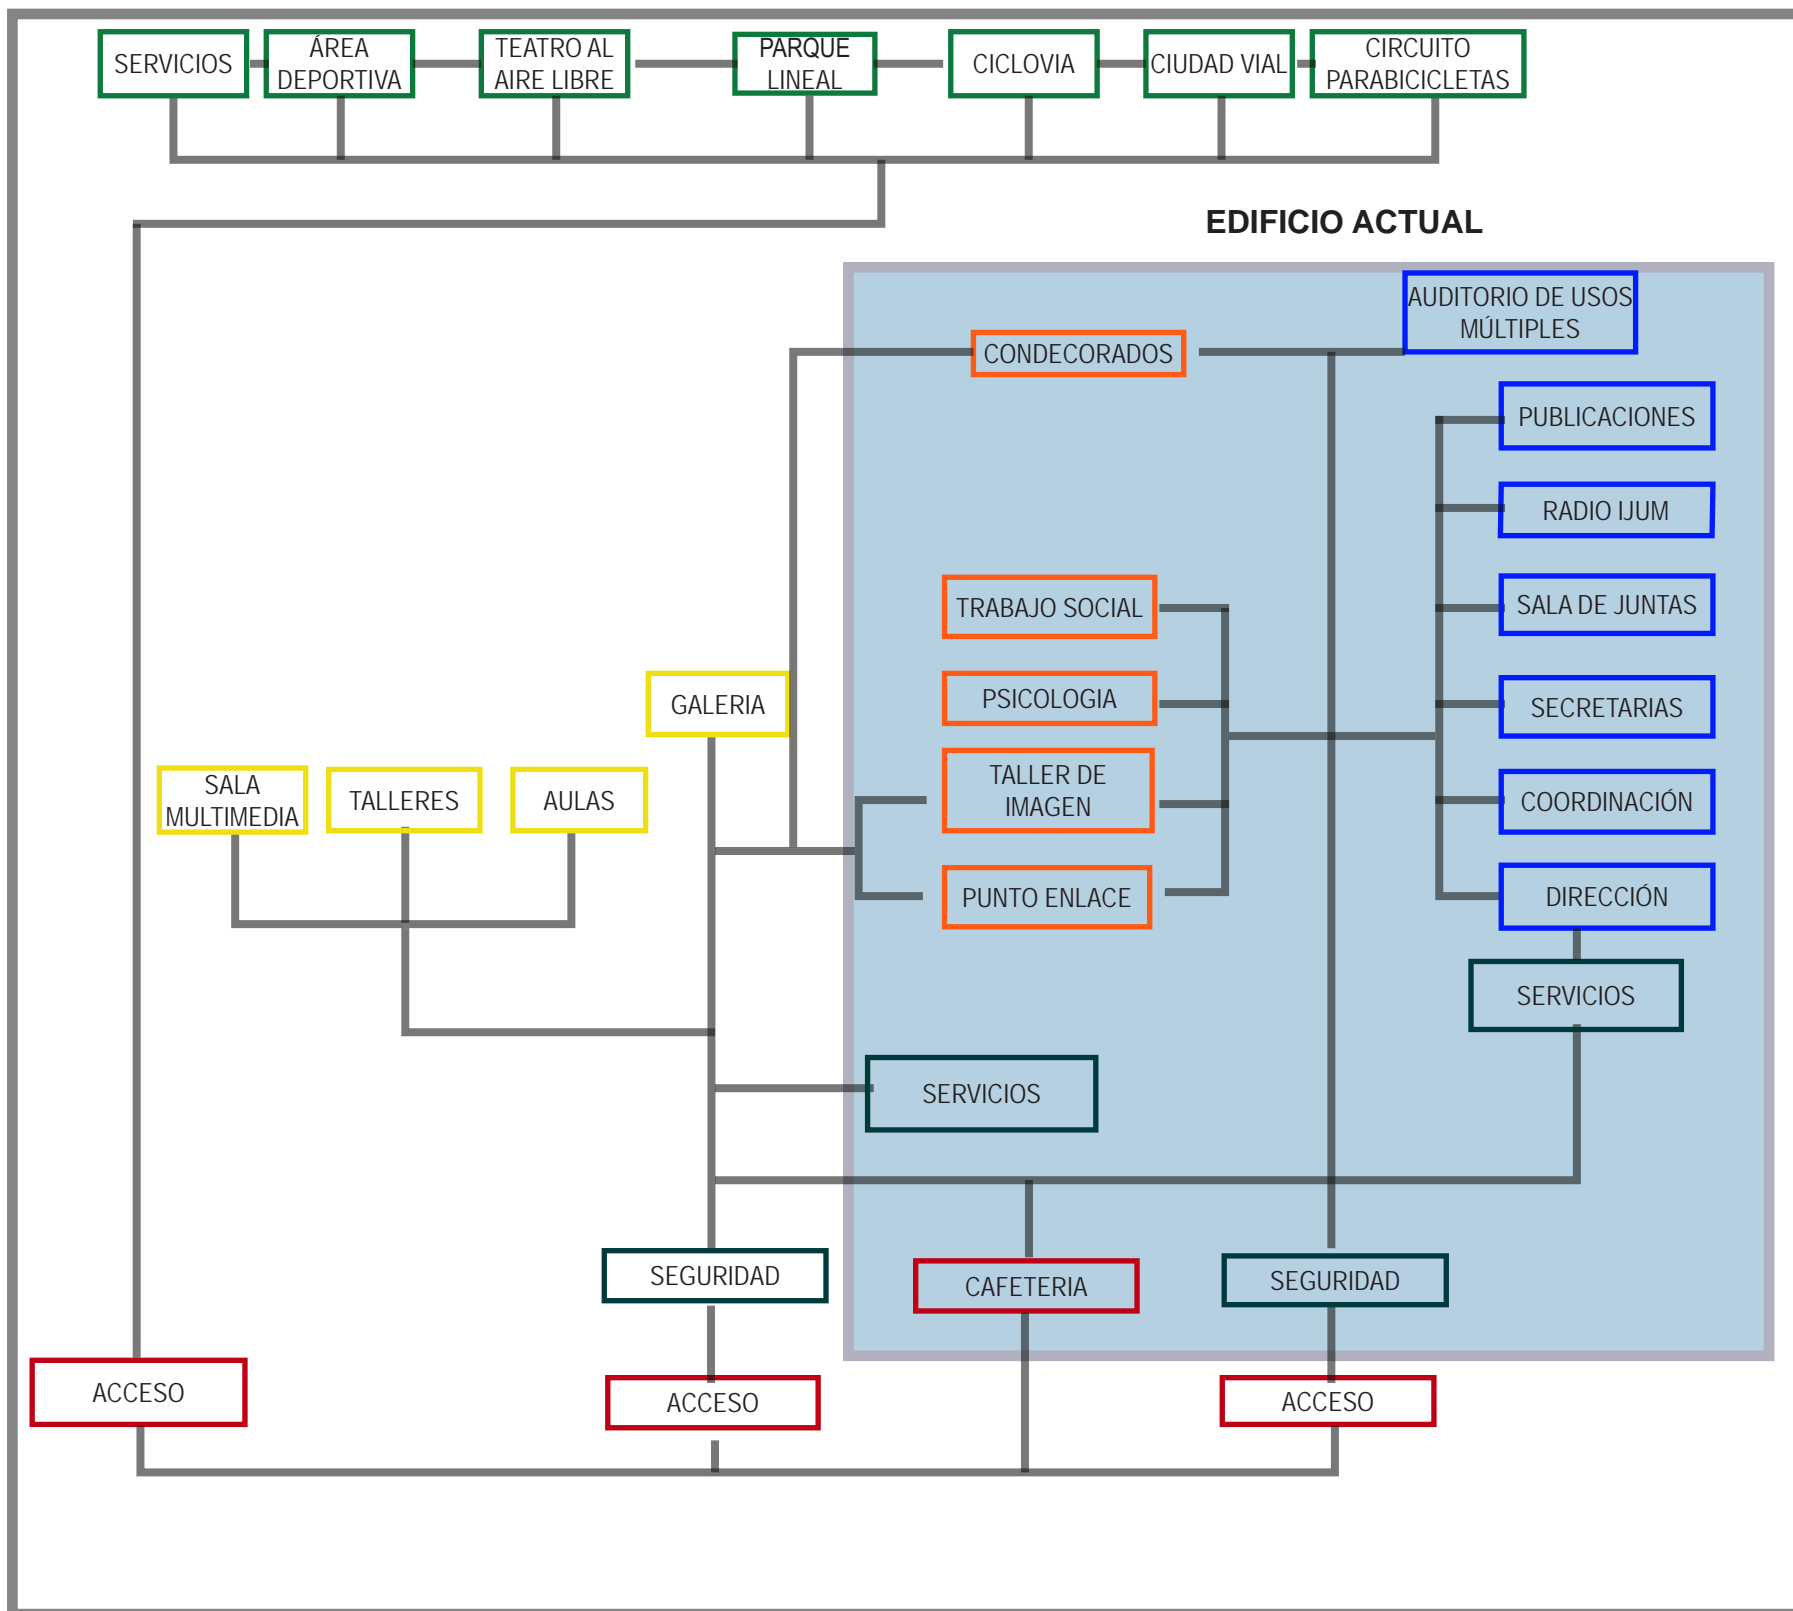 SERVICIOS
ÁREA
DEPORTIVA
TEATRO AL
AIRE LIBRE
PARQUE
LINEAL
CICLOVIA
CIUDAD VIAL
CIRCUITO
PARABICICLETAS
EDIFICIO ACTUAL
AUDITORIO DE USOS
MÚLTIPLES
CONDECORADOS
PUBLICACIONES
RADIO IJUM
TRABAJO SOCIAL
SALA DE JUNTAS
GALERIA
PSICOLOGIA
SECRETARIAS
SALA
MULTIMEDIA
TALLERES
AULAS
TALLER DE
IMAGEN
COORDINACIÓN
PUNTO ENLACE
DIRECCIÓN
SERVICIOS
SERVICIOS
SEGURIDAD
CAFETERIA
SEGURIDAD
ACCESO
ACCESO
ACCESO